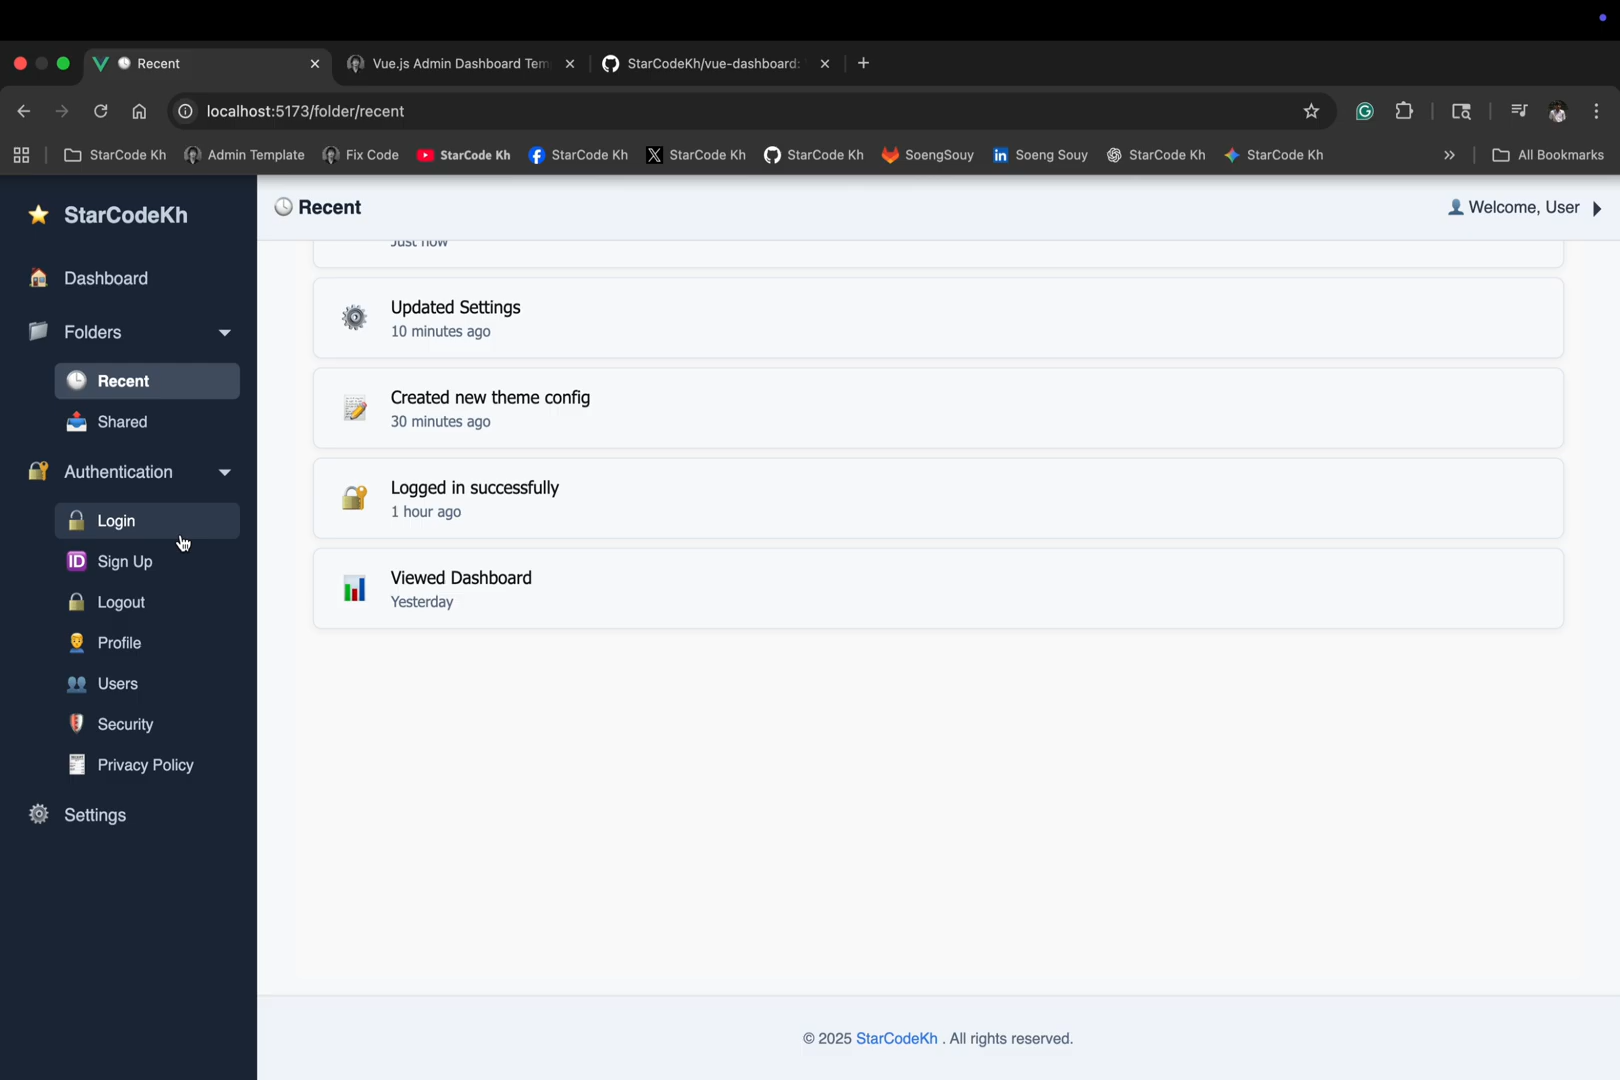 Recent
Vue.js Admin Dashboard Tem
StarCodeKh/vue-dashboard:
localhost:5173/folder/recent
StarCode Kh
Admin Template
Fix Code
StarCode Kh
StarCode Kh
StarCode Kh
StarCode Kh
SoengSouy
Soeng Souy
StarCode Kh
StarCode Kh
All Bookmarks
StarCodeKh
Recent
Welcome, User
Dashboard
Folders
Recent
Shared
Authentication
Login
ID Sign Up
Logout
Profile
Users
Security
Privacy Policy
Settings
Just now
Updated Settings
10 minutes ago
Created new theme config
30 minutes ago
Logged in successfully
1 hour ago
Viewed Dashboard
Yesterday
© 2025 StarCodeKh . All rights reserved.